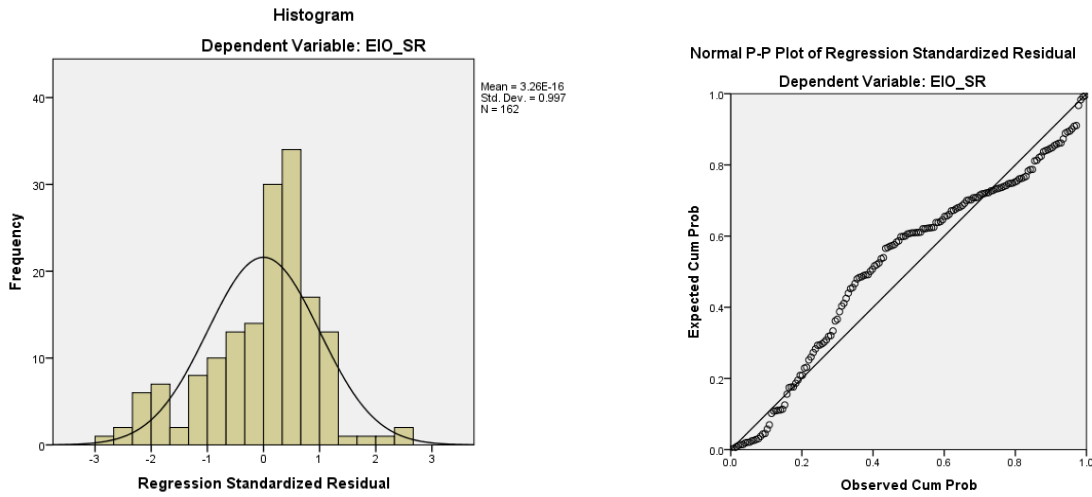 Histogram
Dependent Variable: EIO_SR
Mean = 3.26E-16
Std. Dev. = 0.997
N = 162
40
30
20
10
0
Frequency
-3 -2 -1 0 1 2 3
Regression Standardized Residual
Normal P-P Plot of Regression Standardized Residual
Dependent Variable: EIO_SR
1.0
0.8
0.6
0.4
0.2
0.0
Expected Cum Prob
0.0 0.2 0.4 0.6 0.8 1.0
Observed Cum Prob